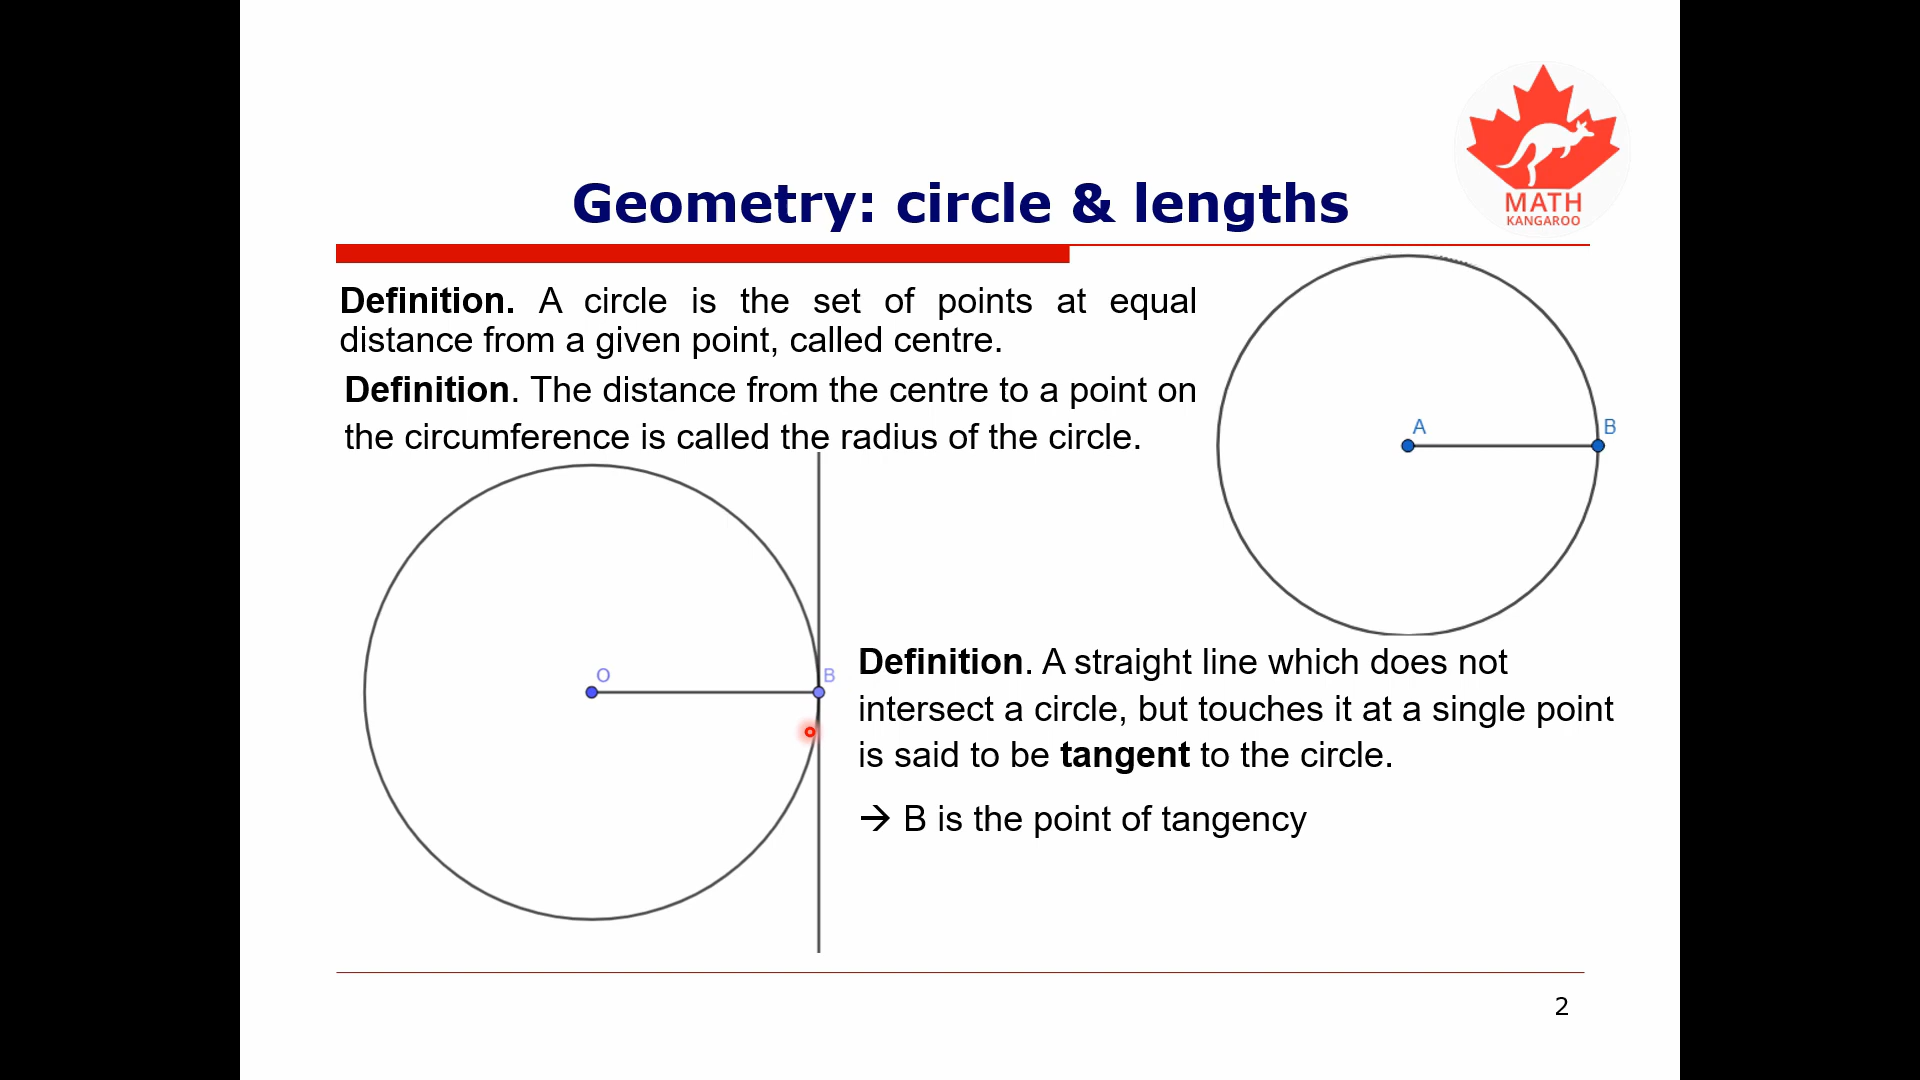 MATH
KANGAROO
Geometry: circle & lengths
Definition. A circle is the set of points at equal
distance from a given point, called centre.
Definition. The distance from the centre to a point on
the circumference is called the radius of the circle.
A
B
O
B
Definition. A straight line which does not
intersect a circle, but touches it at a single point
is said to be tangent to the circle.
→ B is the point of tangency
2